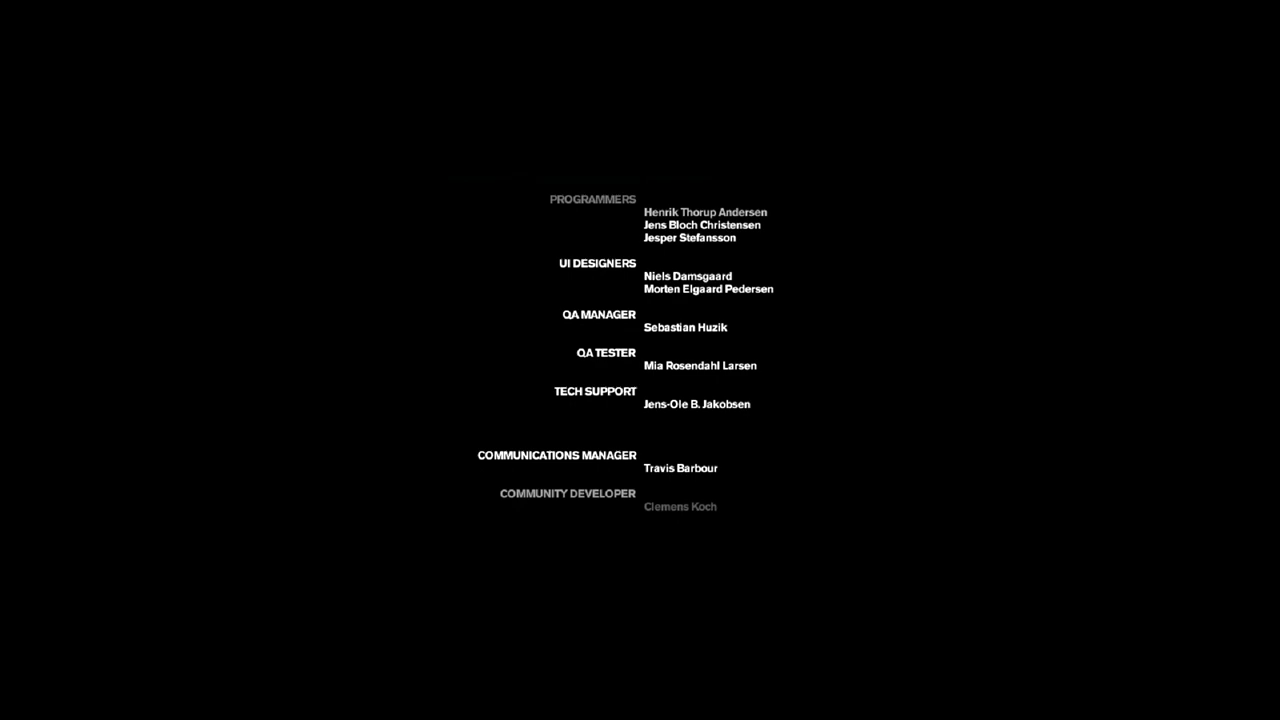 PROGRAMMERS
Henrik Thorup Andersen
Jens Bloch Christensen
Jesper Stefansson
UI DESIGNERS
Niels Damsgaard
Morten Elgaard Pedersen
QA MANAGER
Sebastian Huzik
QA TESTER
Mia Rosendahl Larsen
TECH SUPPORT
Jens-Ole B. Jakobsen
COMMUNICATIONS MANAGER
Travis Barbour
COMMUNITY DEVELOPER
Clemens Koch